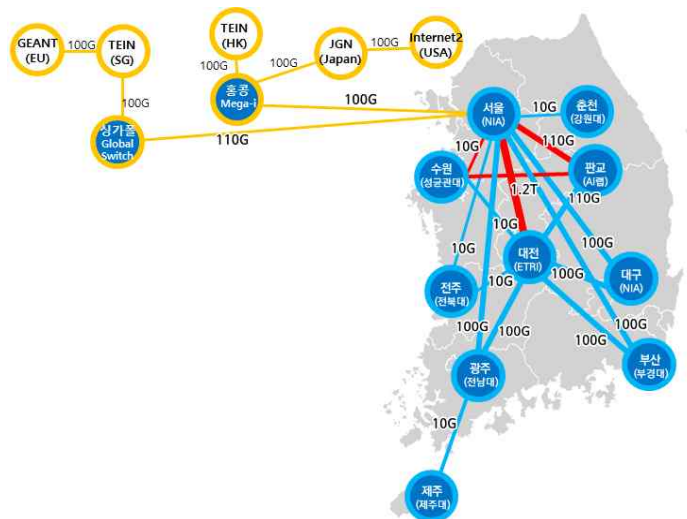 TEIN
(HK)
GEANT
(EU)
100G
TEIN
(SG)
JGN
(Japan)
100G
Internet2
(USA)
100G
100G
100G
홍콩
Mega-i
100G
싱가폴
Global
Switch
110G
서울
(NIA)
10G
춘천
(강원대)
10G
110G
수원
(성균관대)
판교
(AI랩)
1.2T
110G
10G
100G
10G
대전
(ETRI)
전주
(전북대)
10G
100G
대구
(NIA)
100G
100G
100G
100G
광주
(전남대)
부산
(부경대)
10G
제주
(제주대)